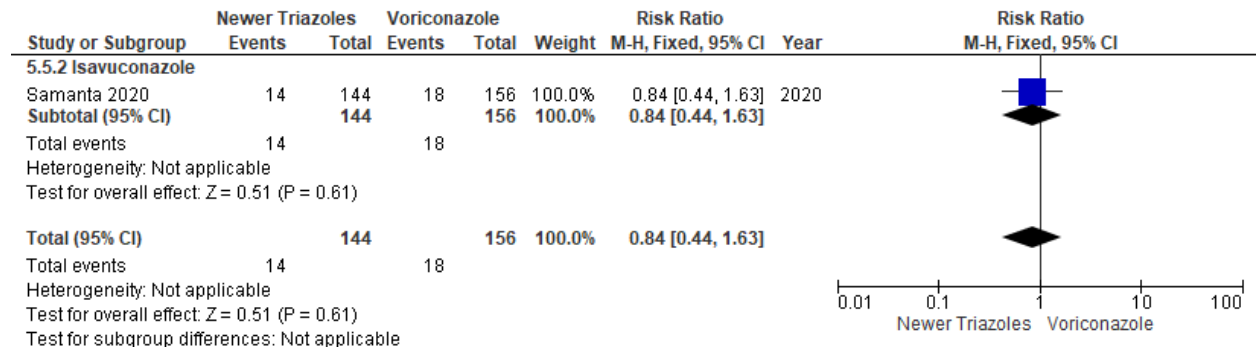 Newer Triazoles Voriconazole Risk Ratio Risk Ratio
Study or Subgroup Events Total Events Total Weight M-H, Fixed, 95% CI Year M-H, Fixed, 95% CI
5.5.2 Isavuconazole
Samanta 2020 14 144 18 156 100.0% 0.84 [0.44, 1.63] 2020
Subtotal (95% CI) 144 156 100.0% 0.84 [0.44, 1.63]
Total events 14 18
Heterogeneity: Not applicable
Test for overall effect: Z = 0.51 (P = 0.61)
Total (95% CI) 144 156 100.0% 0.84 [0.44, 1.63]
Total events 14 18
Heterogeneity: Not applicable
Test for overall effect: Z = 0.51 (P = 0.61)
Test for subgroup differences: Not applicable
0.01 0.1 1 10 100
Newer Triazoles Voriconazole